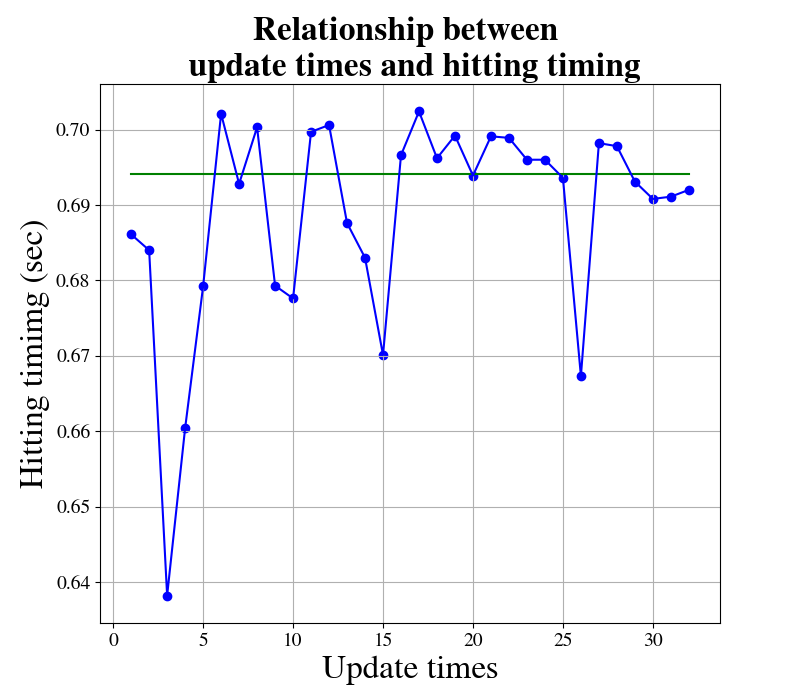 Relationship between
update times and hitting timing
0.70
0.69
0.68
0.67
0.66
0.65
0.64
Hitting timimg (sec)
0 5 10 15 20 25 30
Update times